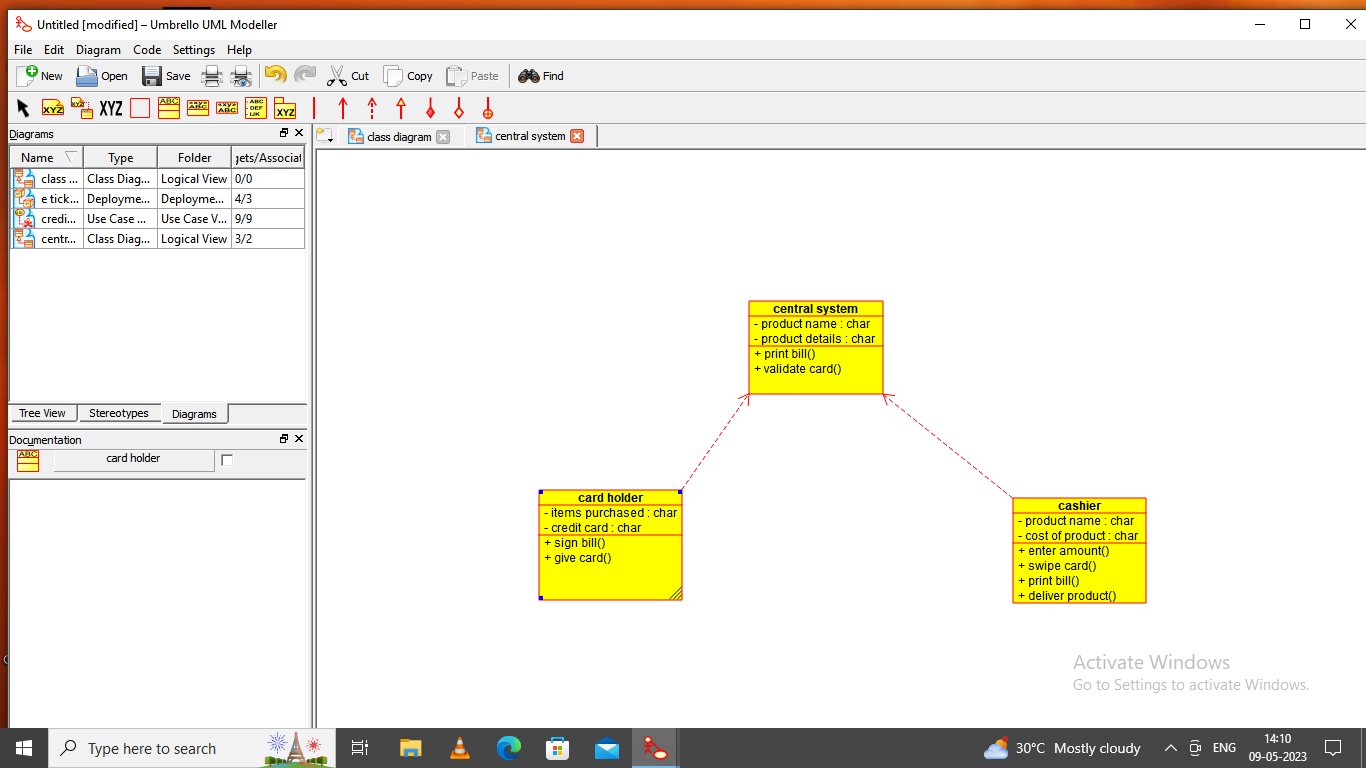 Untitled [modified] – Umbrello UML Modeller
File Edit Diagram Code Settings Help
New Open Save Cut Copy Paste Find
XYZ XYZ XYZ ABC «xy» ABC «xy» ABC ABC DEF IJK XYZ
Diagrams
class diagram
central system
Name Type Folder gets/Associat
class ... Class Diag... Logical View 0/0
e tick... Deployme... Deployme... 4/3
credi... Use Case ... Use Case V... 9/9
centr... Class Diag... Logical View 3/2
Tree View Stereotypes Diagrams
Documentation
ABC card holder
central system
- product name : char
- product details : char
+ print bill()
+ validate card()
card holder
- items purchased : char
- credit card : char
+ sign bill()
+ give card()
cashier
- product name : char
- cost of product : char
+ enter amount()
+ swipe card()
+ print bill()
+ deliver product()
Activate Windows
Go to Settings to activate Windows.
Type here to search
30°C Mostly cloudy
ENG
14:10
09-05-2023